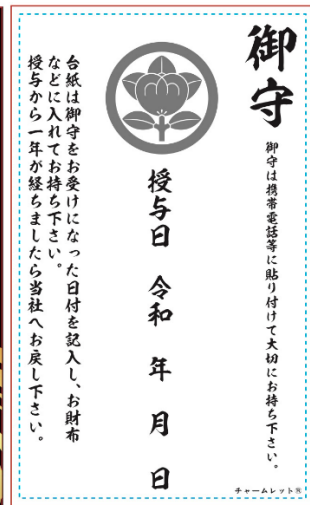 御守
御守は携帯電話等に貼り付けて大切にお持ち下さい。
授与日 令和 年 月 日
台紙は御守をお受けになった日付を記入し、お財布
などに入れてお持ち下さい。
授与から一年が経ちましたら当社へお戻し下さい。
チャームレット®